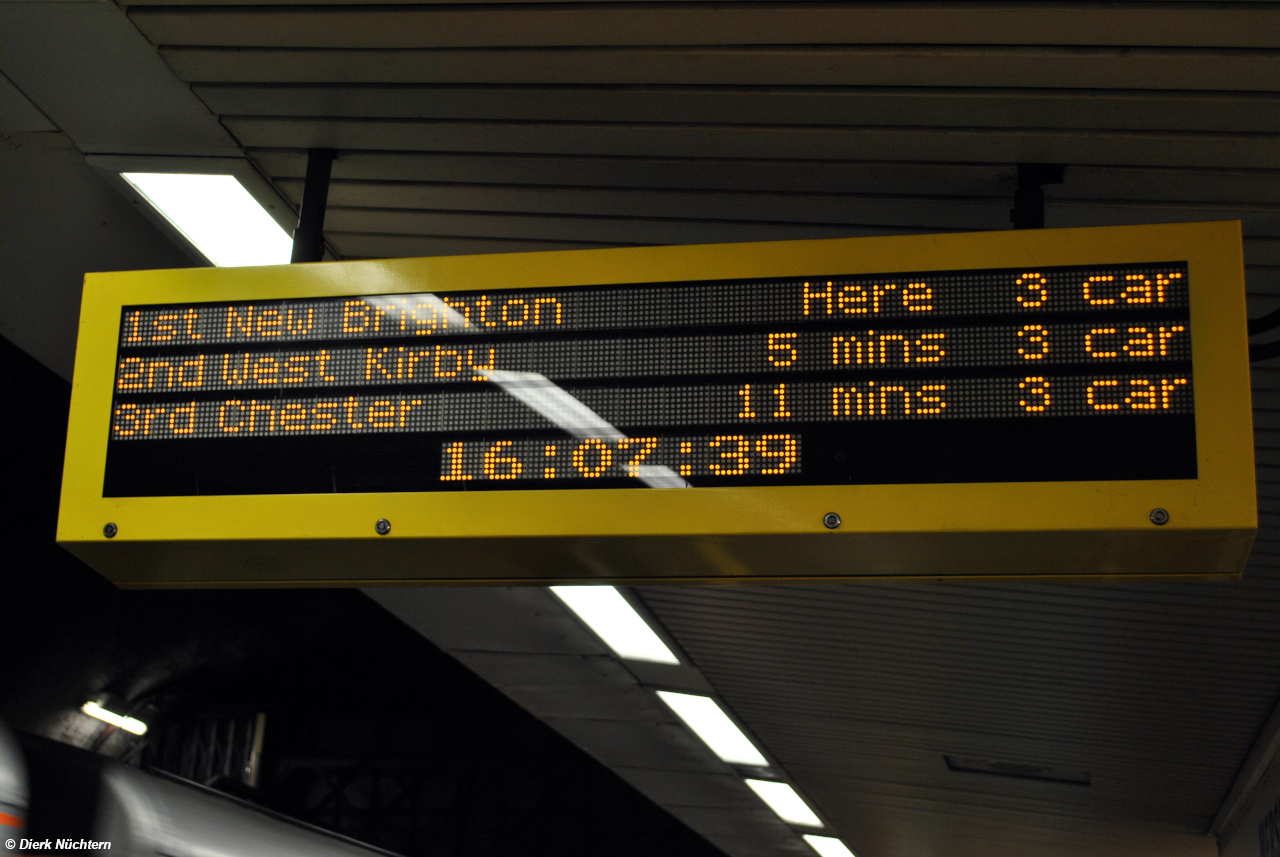 1st New Brighton Here 3 car
2nd West Kirby 5 mins 3 car
3rd Chester 11 mins 3 car
16:07:39
© Dierk Nüchtern